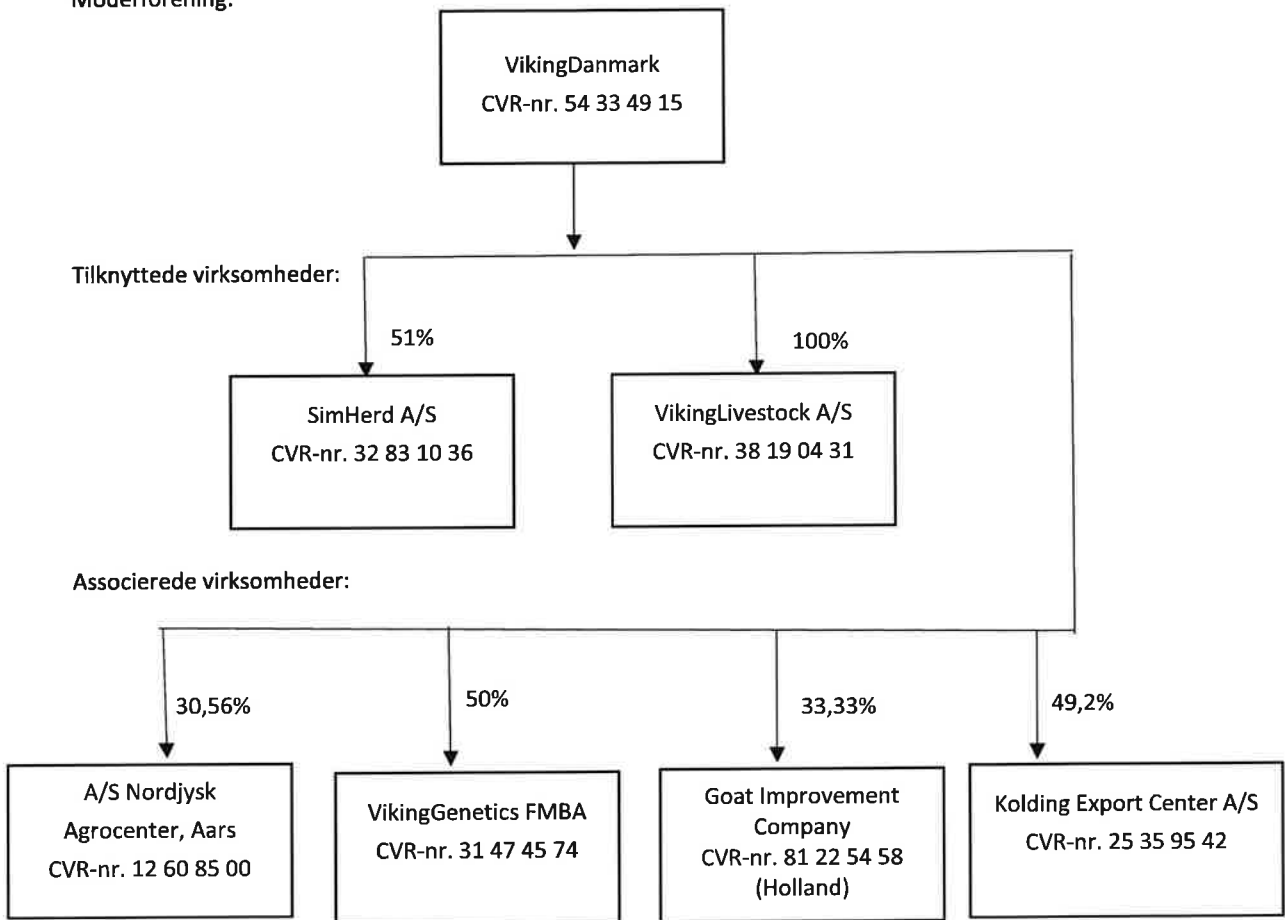 Moderforening:
VikingDanmark
CVR-nr. 54 33 49 15
Tilknyttede virksomheder:
51%
100%
SimHerd A/S
CVR-nr. 32 83 10 36
VikingLivestock A/S
CVR-nr. 38 19 04 31
Associerede virksomheder:
30,56%
50%
33,33%
49,2%
A/S Nordjysk
Agrocenter, Aars
CVR-nr. 12 60 85 00
VikingGenetics FMBA
CVR-nr. 31 47 45 74
Goat Improvement
Company
CVR-nr. 81 22 54 58
(Holland)
Kolding Export Center A/S
CVR-nr. 25 35 95 42